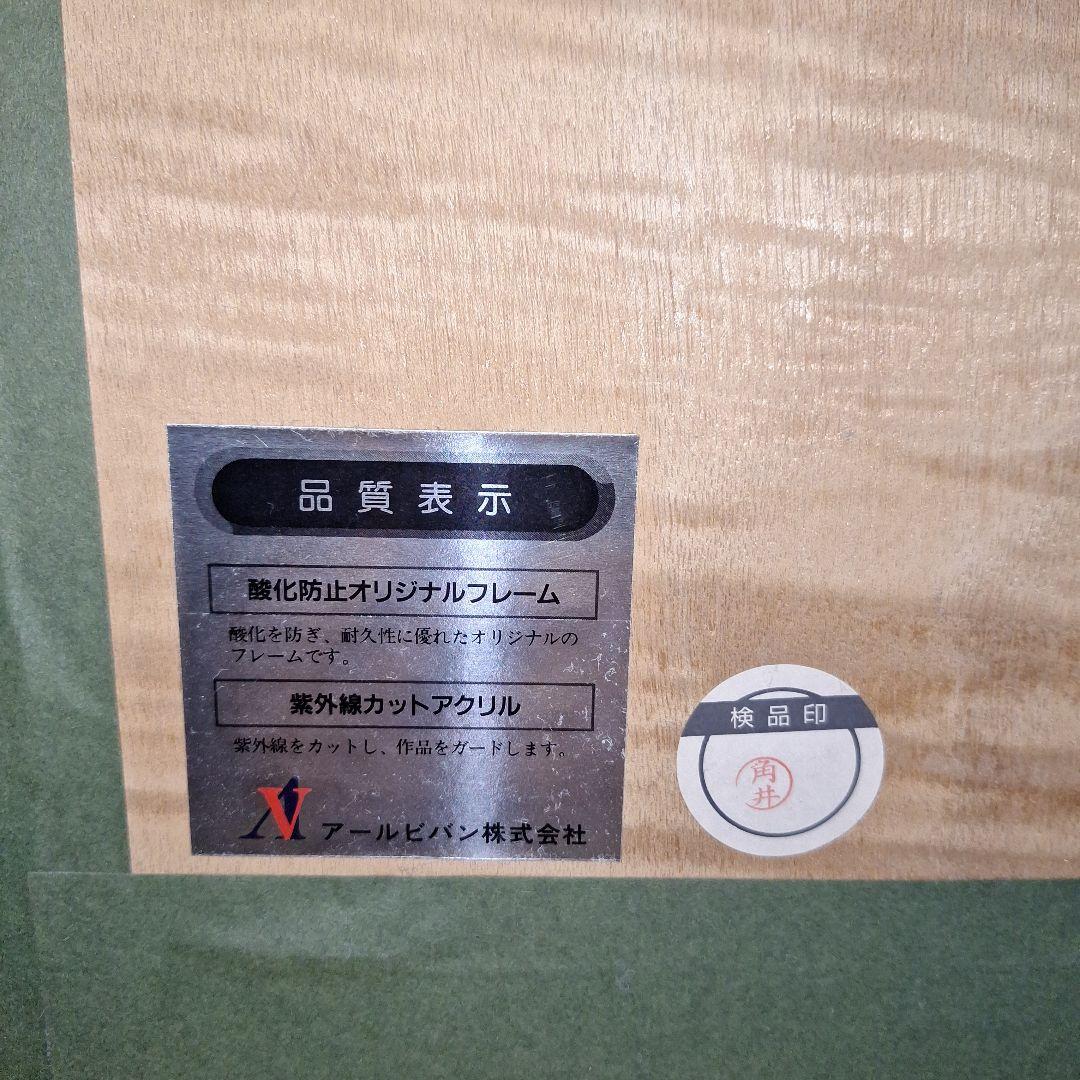 品質表示
酸化防止オリジナルフレーム
酸化を防ぎ、耐久性に優れたオリジナルの
フレームです。
紫外線カットアクリル
紫外線をカットし、作品をガードします。
アールビバン株式会社
検品印
角井